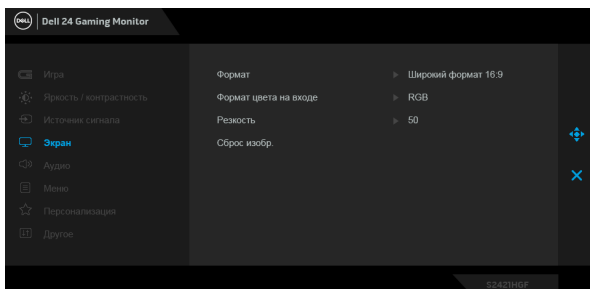 DELL Dell 24 Gaming Monitor
Игра
Формат Широкий формат 16:9
Яркость / контрастность Формат цвета на входе RGB
Источник сигнала Резкость 50
Экран Сброс изобр.
Аудио
Меню
Персонализация
Другое
S2421HGF